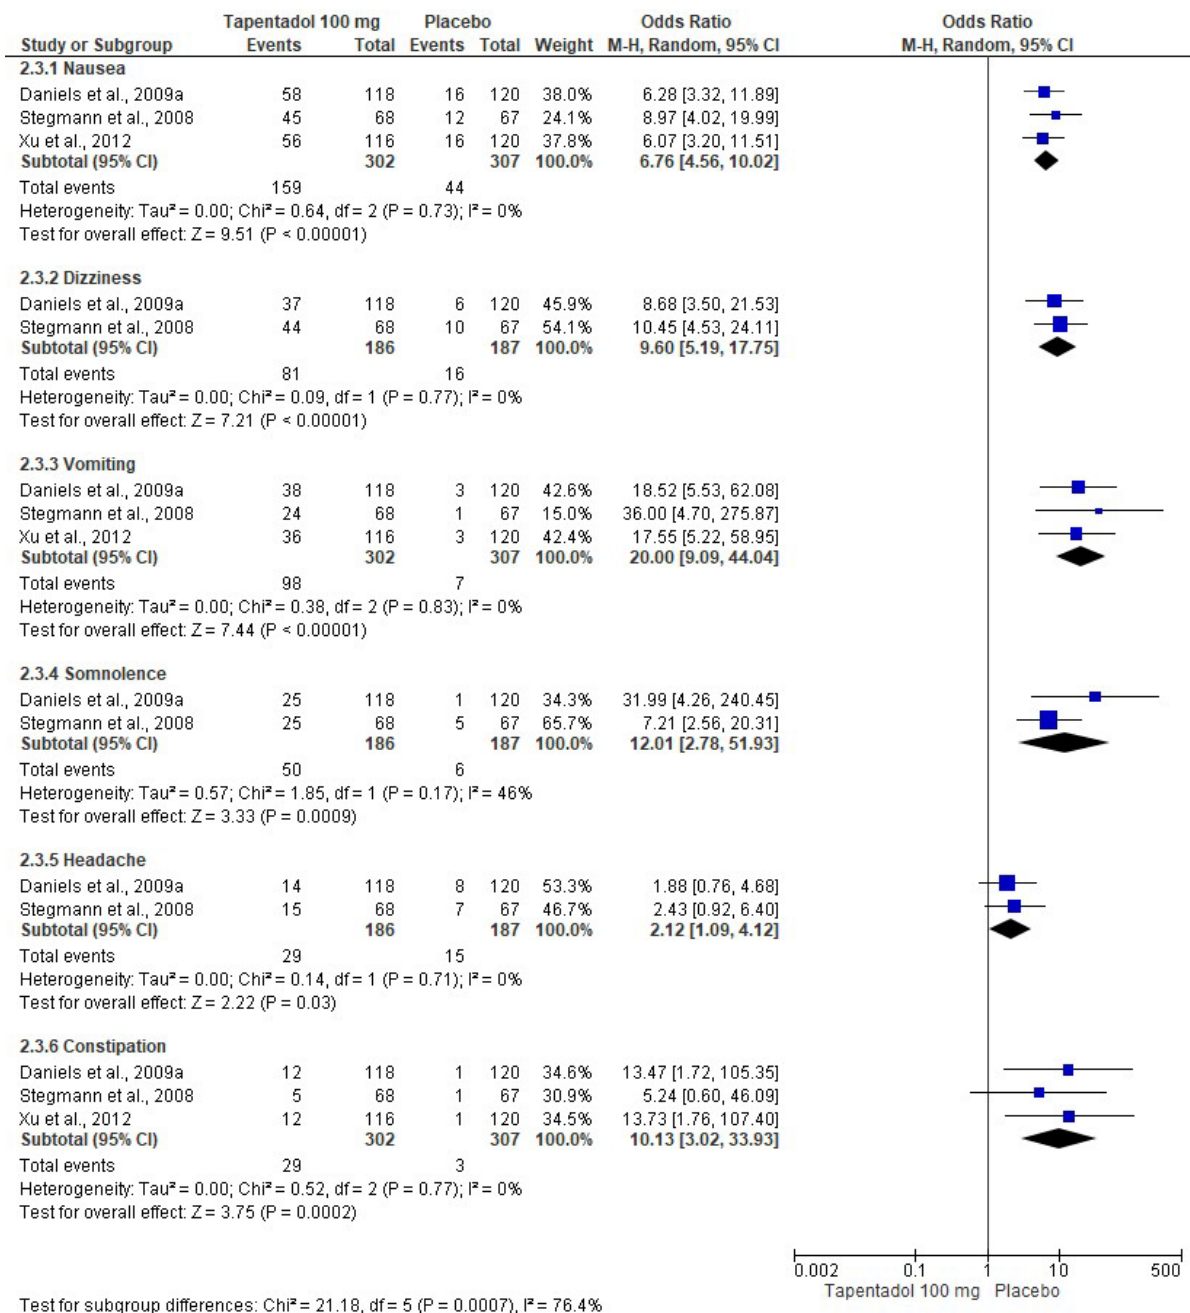 Tapentadol 100 mg Placebo Odds Ratio Odds Ratio
Study or Subgroup Events Total Events Total Weight M-H, Random, 95% CI M-H, Random, 95% CI
2.3.1 Nausea
Daniels et al., 2009a 58 118 16 120 38.0% 6.28 [3.32, 11.89]
Stegmann et al., 2008 45 68 12 67 24.1% 8.97 [4.02, 19.99]
Xu et al., 2012 56 116 16 120 37.8% 6.07 [3.20, 11.51]
Subtotal (95% CI) 302 307 100.0% 6.76 [4.56, 10.02]
Total events 159 44
Heterogeneity: Tau² = 0.00; Chi² = 0.64, df = 2 (P = 0.73); I² = 0%
Test for overall effect: Z = 9.51 (P < 0.00001)
2.3.2 Dizziness
Daniels et al., 2009a 37 118 6 120 45.9% 8.68 [3.50, 21.53]
Stegmann et al., 2008 44 68 10 67 54.1% 10.45 [4.53, 24.11]
Subtotal (95% CI) 186 187 100.0% 9.60 [5.19, 17.75]
Total events 81 16
Heterogeneity: Tau² = 0.00; Chi² = 0.09, df = 1 (P = 0.77); I² = 0%
Test for overall effect: Z = 7.21 (P < 0.00001)
2.3.3 Vomiting
Daniels et al., 2009a 38 118 3 120 42.6% 18.52 [5.53, 62.08]
Stegmann et al., 2008 24 68 1 67 15.0% 36.00 [4.70, 275.87]
Xu et al., 2012 36 116 3 120 42.4% 17.55 [5.22, 58.95]
Subtotal (95% CI) 302 307 100.0% 20.00 [9.09, 44.04]
Total events 98 7
Heterogeneity: Tau² = 0.00; Chi² = 0.38, df = 2 (P = 0.83); I² = 0%
Test for overall effect: Z = 7.44 (P < 0.00001)
2.3.4 Somnolence
Daniels et al., 2009a 25 118 1 120 34.3% 31.99 [4.26, 240.45]
Stegmann et al., 2008 25 68 5 67 65.7% 7.21 [2.56, 20.31]
Subtotal (95% CI) 186 187 100.0% 12.01 [2.78, 51.93]
Total events 50 6
Heterogeneity: Tau² = 0.57; Chi² = 1.85, df = 1 (P = 0.17); I² = 46%
Test for overall effect: Z = 3.33 (P = 0.0009)
2.3.5 Headache
Daniels et al., 2009a 14 118 8 120 53.3% 1.88 [0.76, 4.68]
Stegmann et al., 2008 15 68 7 67 46.7% 2.43 [0.92, 6.40]
Subtotal (95% CI) 186 187 100.0% 2.12 [1.09, 4.12]
Total events 29 15
Heterogeneity: Tau² = 0.00; Chi² = 0.14, df = 1 (P = 0.71); I² = 0%
Test for overall effect: Z = 2.22 (P = 0.03)
2.3.6 Constipation
Daniels et al., 2009a 12 118 1 120 34.6% 13.47 [1.72, 105.35]
Stegmann et al., 2008 5 68 1 67 30.9% 5.24 [0.60, 46.09]
Xu et al., 2012 12 116 1 120 34.5% 13.73 [1.76, 107.40]
Subtotal (95% CI) 302 307 100.0% 10.13 [3.02, 33.93]
Total events 29 3
Heterogeneity: Tau² = 0.00; Chi² = 0.52, df = 2 (P = 0.77); I² = 0%
Test for overall effect: Z = 3.75 (P = 0.0002)
0.002 0.1 1 10 500
Tapentadol 100 mg Placebo
Test for subgroup differences: Chi² = 21.18, df = 5 (P = 0.0007), I² = 76.4%